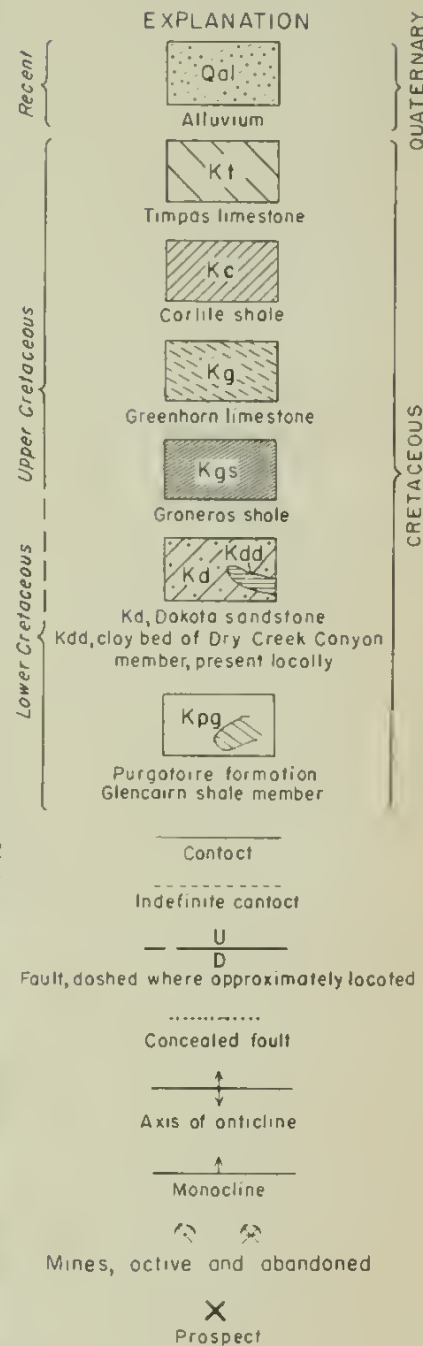 EXPLANATION
Recent
QUATERNARY
Qal
Alluvium
Upper Cretaceous
CRETACEOUS
Kt
Timpas limestone
Kc
Carlile shale
Kg
Greenhorn limestone
Kgs
Graneros shale
Lower Cretaceous
Kdd
Kd
Kd, Dakota sandstone
Kdd, clay bed of Dry Creek Canyon
member, present locally
Kpg
Purgatoire formation
Glencairn shale member
Contact
Indefinite contact
U
D
Fault, dashed where approximately located
Concealed fault
Axis of anticline
Monocline
Mines, active and abandoned
Prospect